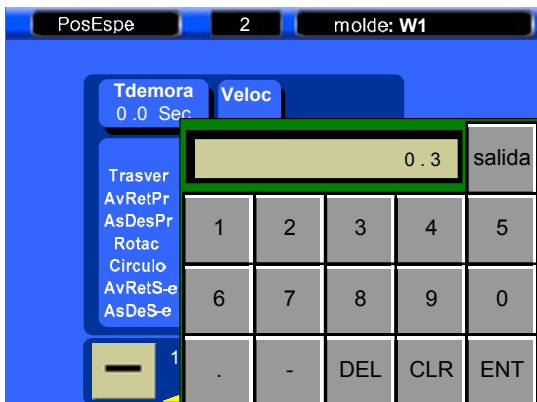 PosEspe 2 molde: W1
Tdemora Veloc
0 .0 Sec
0 . 3 salida
Trasver
AvRetPr
AsDesPr
Rotac
Circulo
AvRetS-e
AsDeS-e
1 2 3 4 5
6 7 8 9 0
. - DEL CLR ENT
1